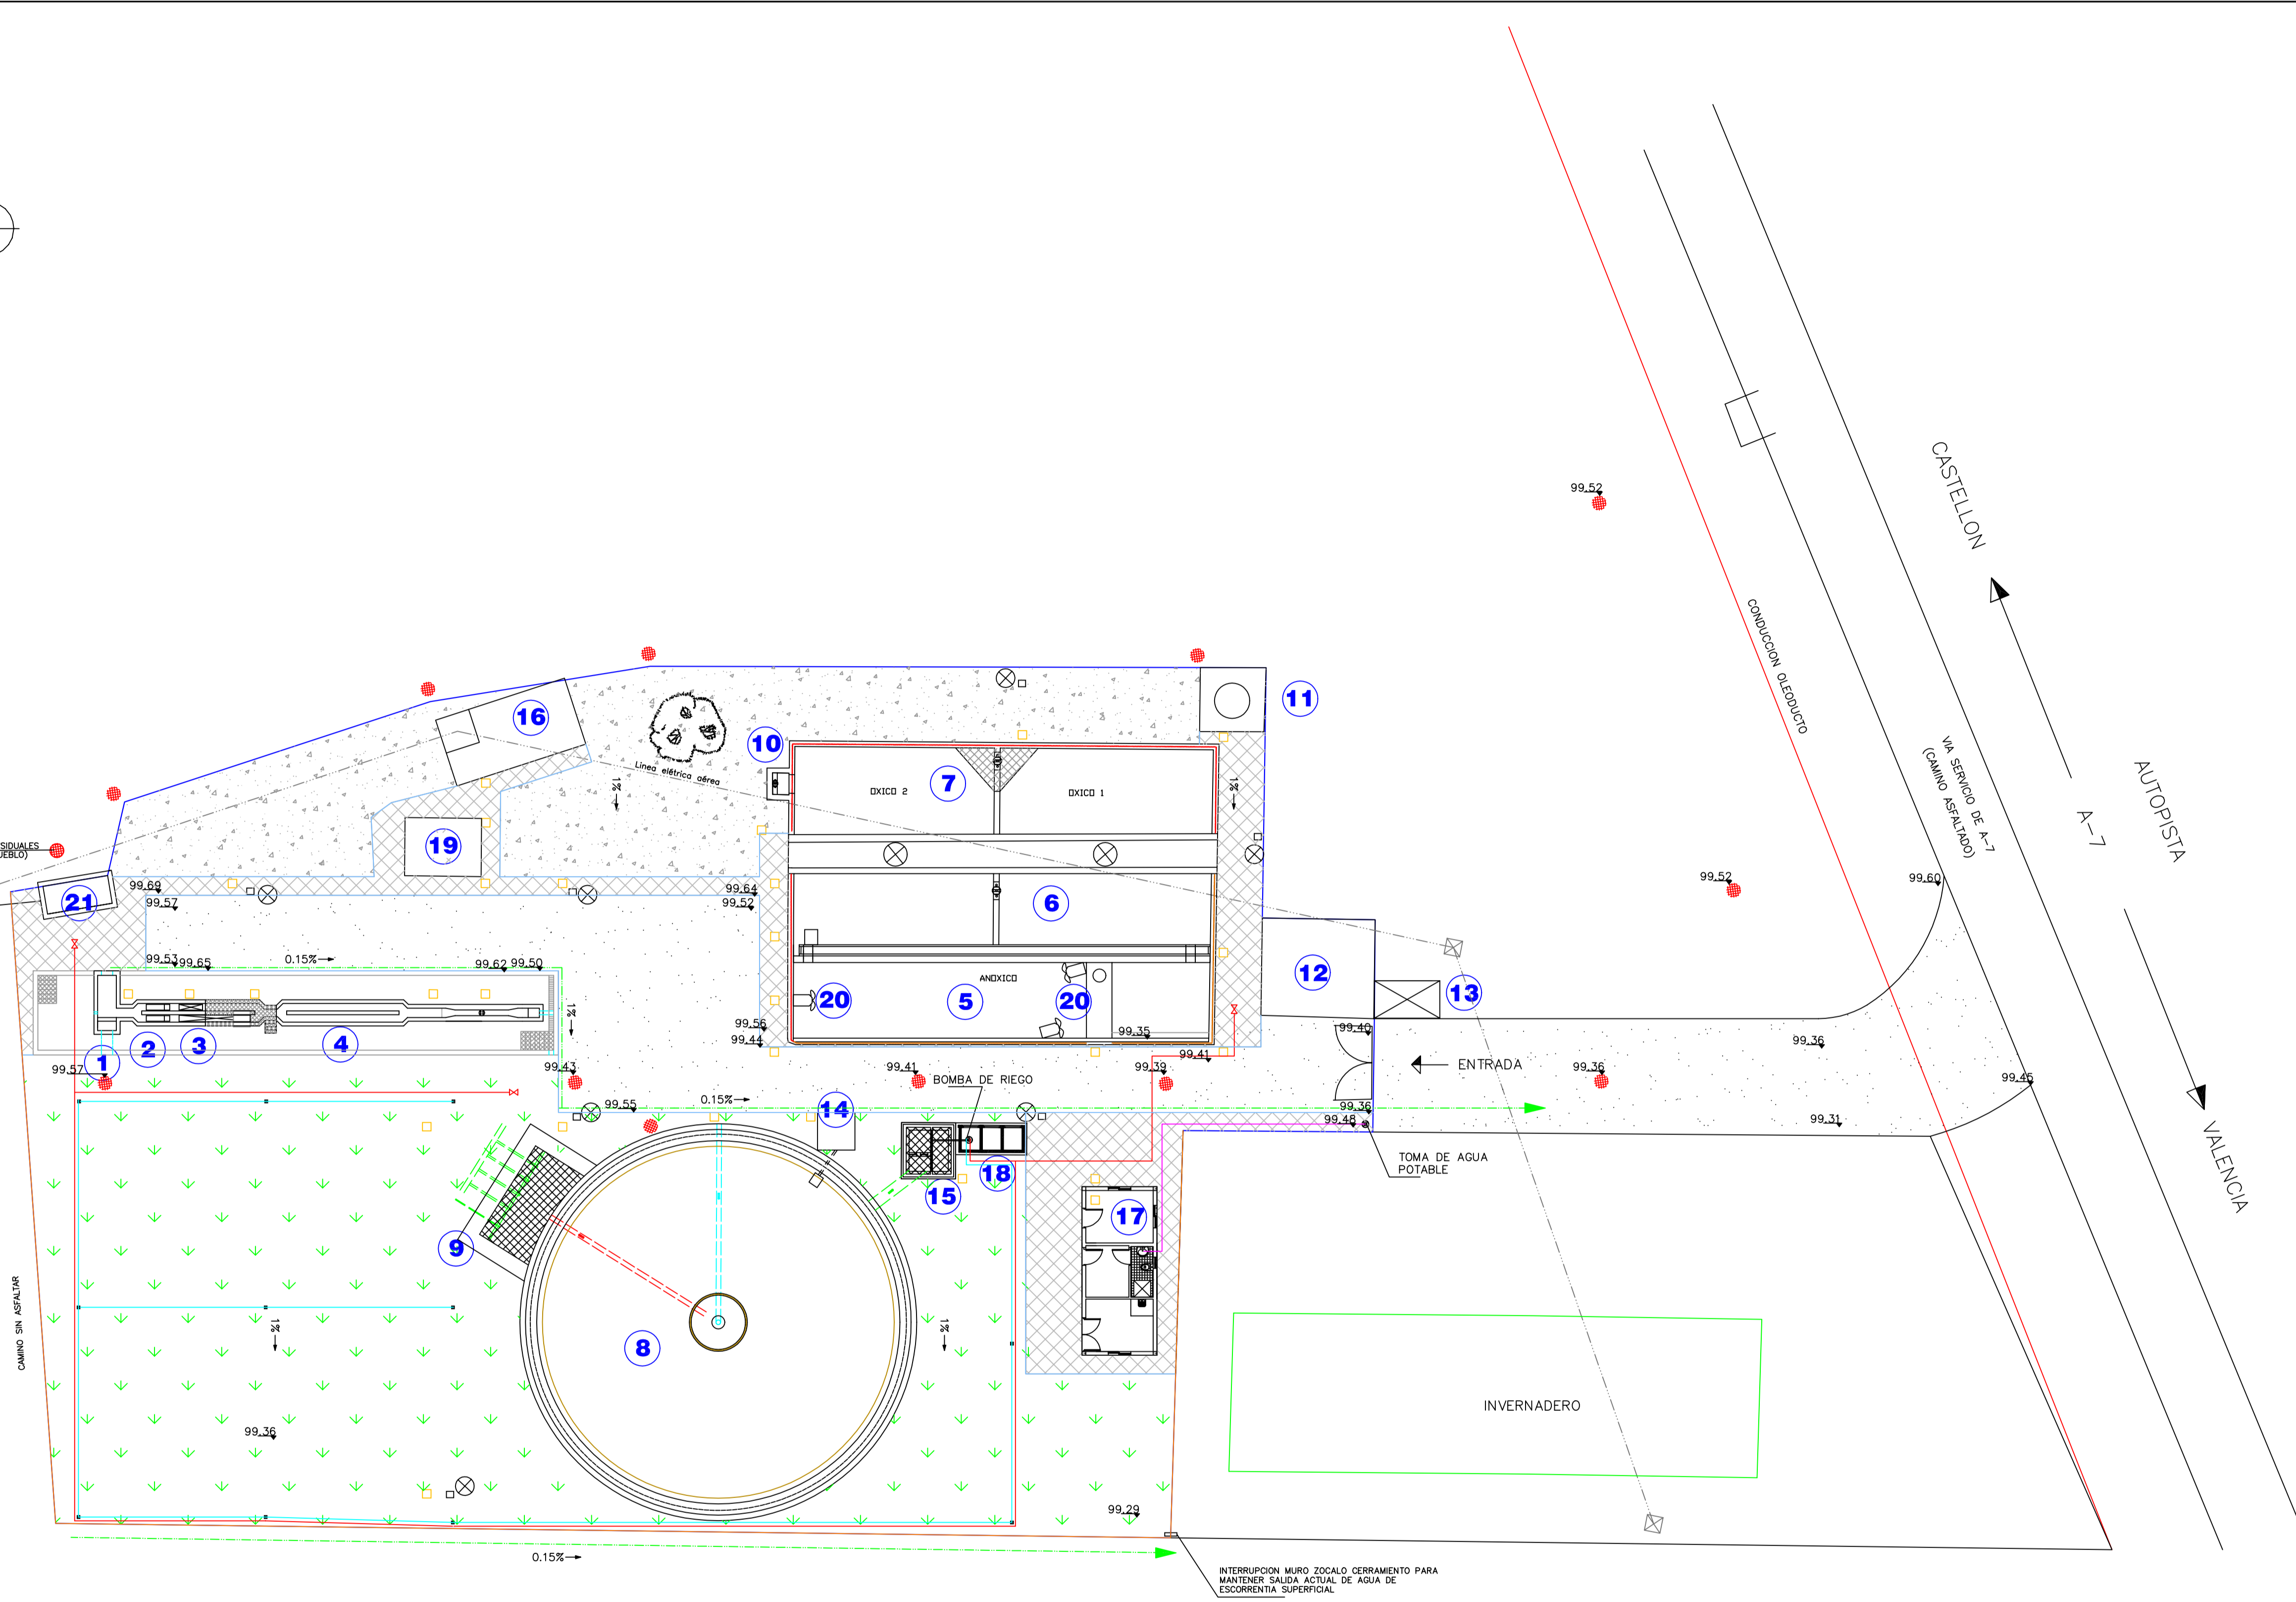 99.52
CASTELLON
CONDUCCION OLEODUCTO
VIA SERVICIO DE A-7
(CAMINO ASFALTADO)
AUTOPISTA
A-7
VALENCIA
11
16
10
Linea elétrica aérea
1%
7
OXICO 2
OXICO 1
1%
19
SIDUALES
UEBLO)
21
99.69
99.57
99.64
99.52
6
99.52
99.60
99.53
99.65
0.15%
99.62
99.50
ANOXICO
20
5
20
12
13
1%
99.56
99.44
99.35
99.40
99.36
1
2
3
4
99.57
99.43
99.41
99.39
99.41
ENTRADA
99.36
99.45
BOMBA DE RIEGO
99.55
0.15%
14
99.36
99.48
99.31
TOMA DE AGUA
POTABLE
15
18
17
9
CAMINO SIN ASFALTAR
1%
8
1%
INVERNADERO
99.36
99.29
0.15%
INTERRUPCION MURO ZOCALO CERRAMIENTO PARA
MANTENER SALIDA ACTUAL DE AGUA DE
ESCORRENTIA SUPERFICIAL